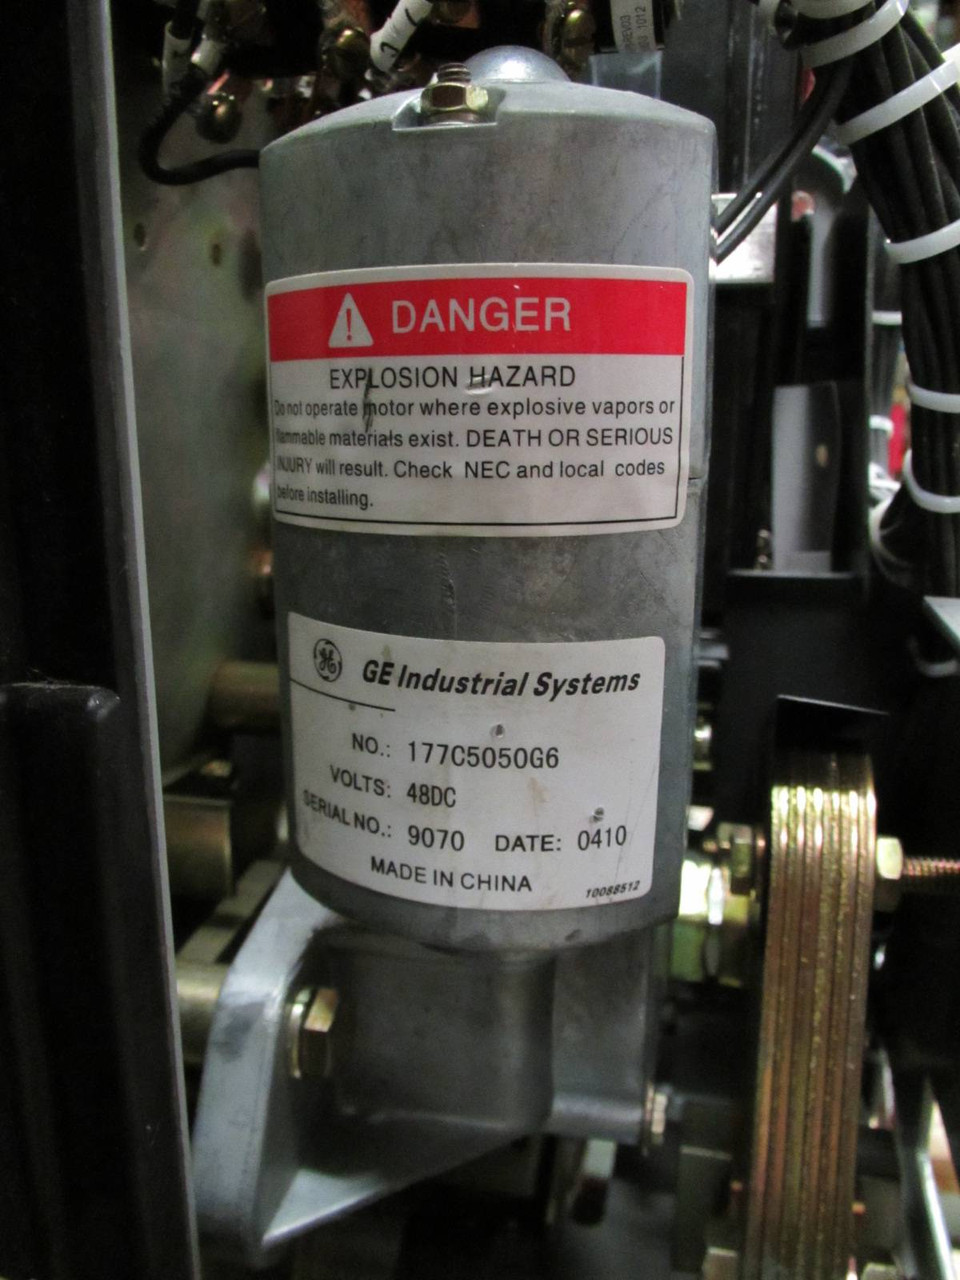 1012
DANGER
EXPLOSION HAZARD
Do not operate motor where explosive vapors or
flammable materials exist. DEATH OR SERIOUS
INJURY will result. Check NEC and local codes
before installing.
GE Industrial Systems
NO.: 177C5050G6
VOLTS: 48DC
SERIAL NO.: 9070 DATE: 0410
MADE IN CHINA
10088512